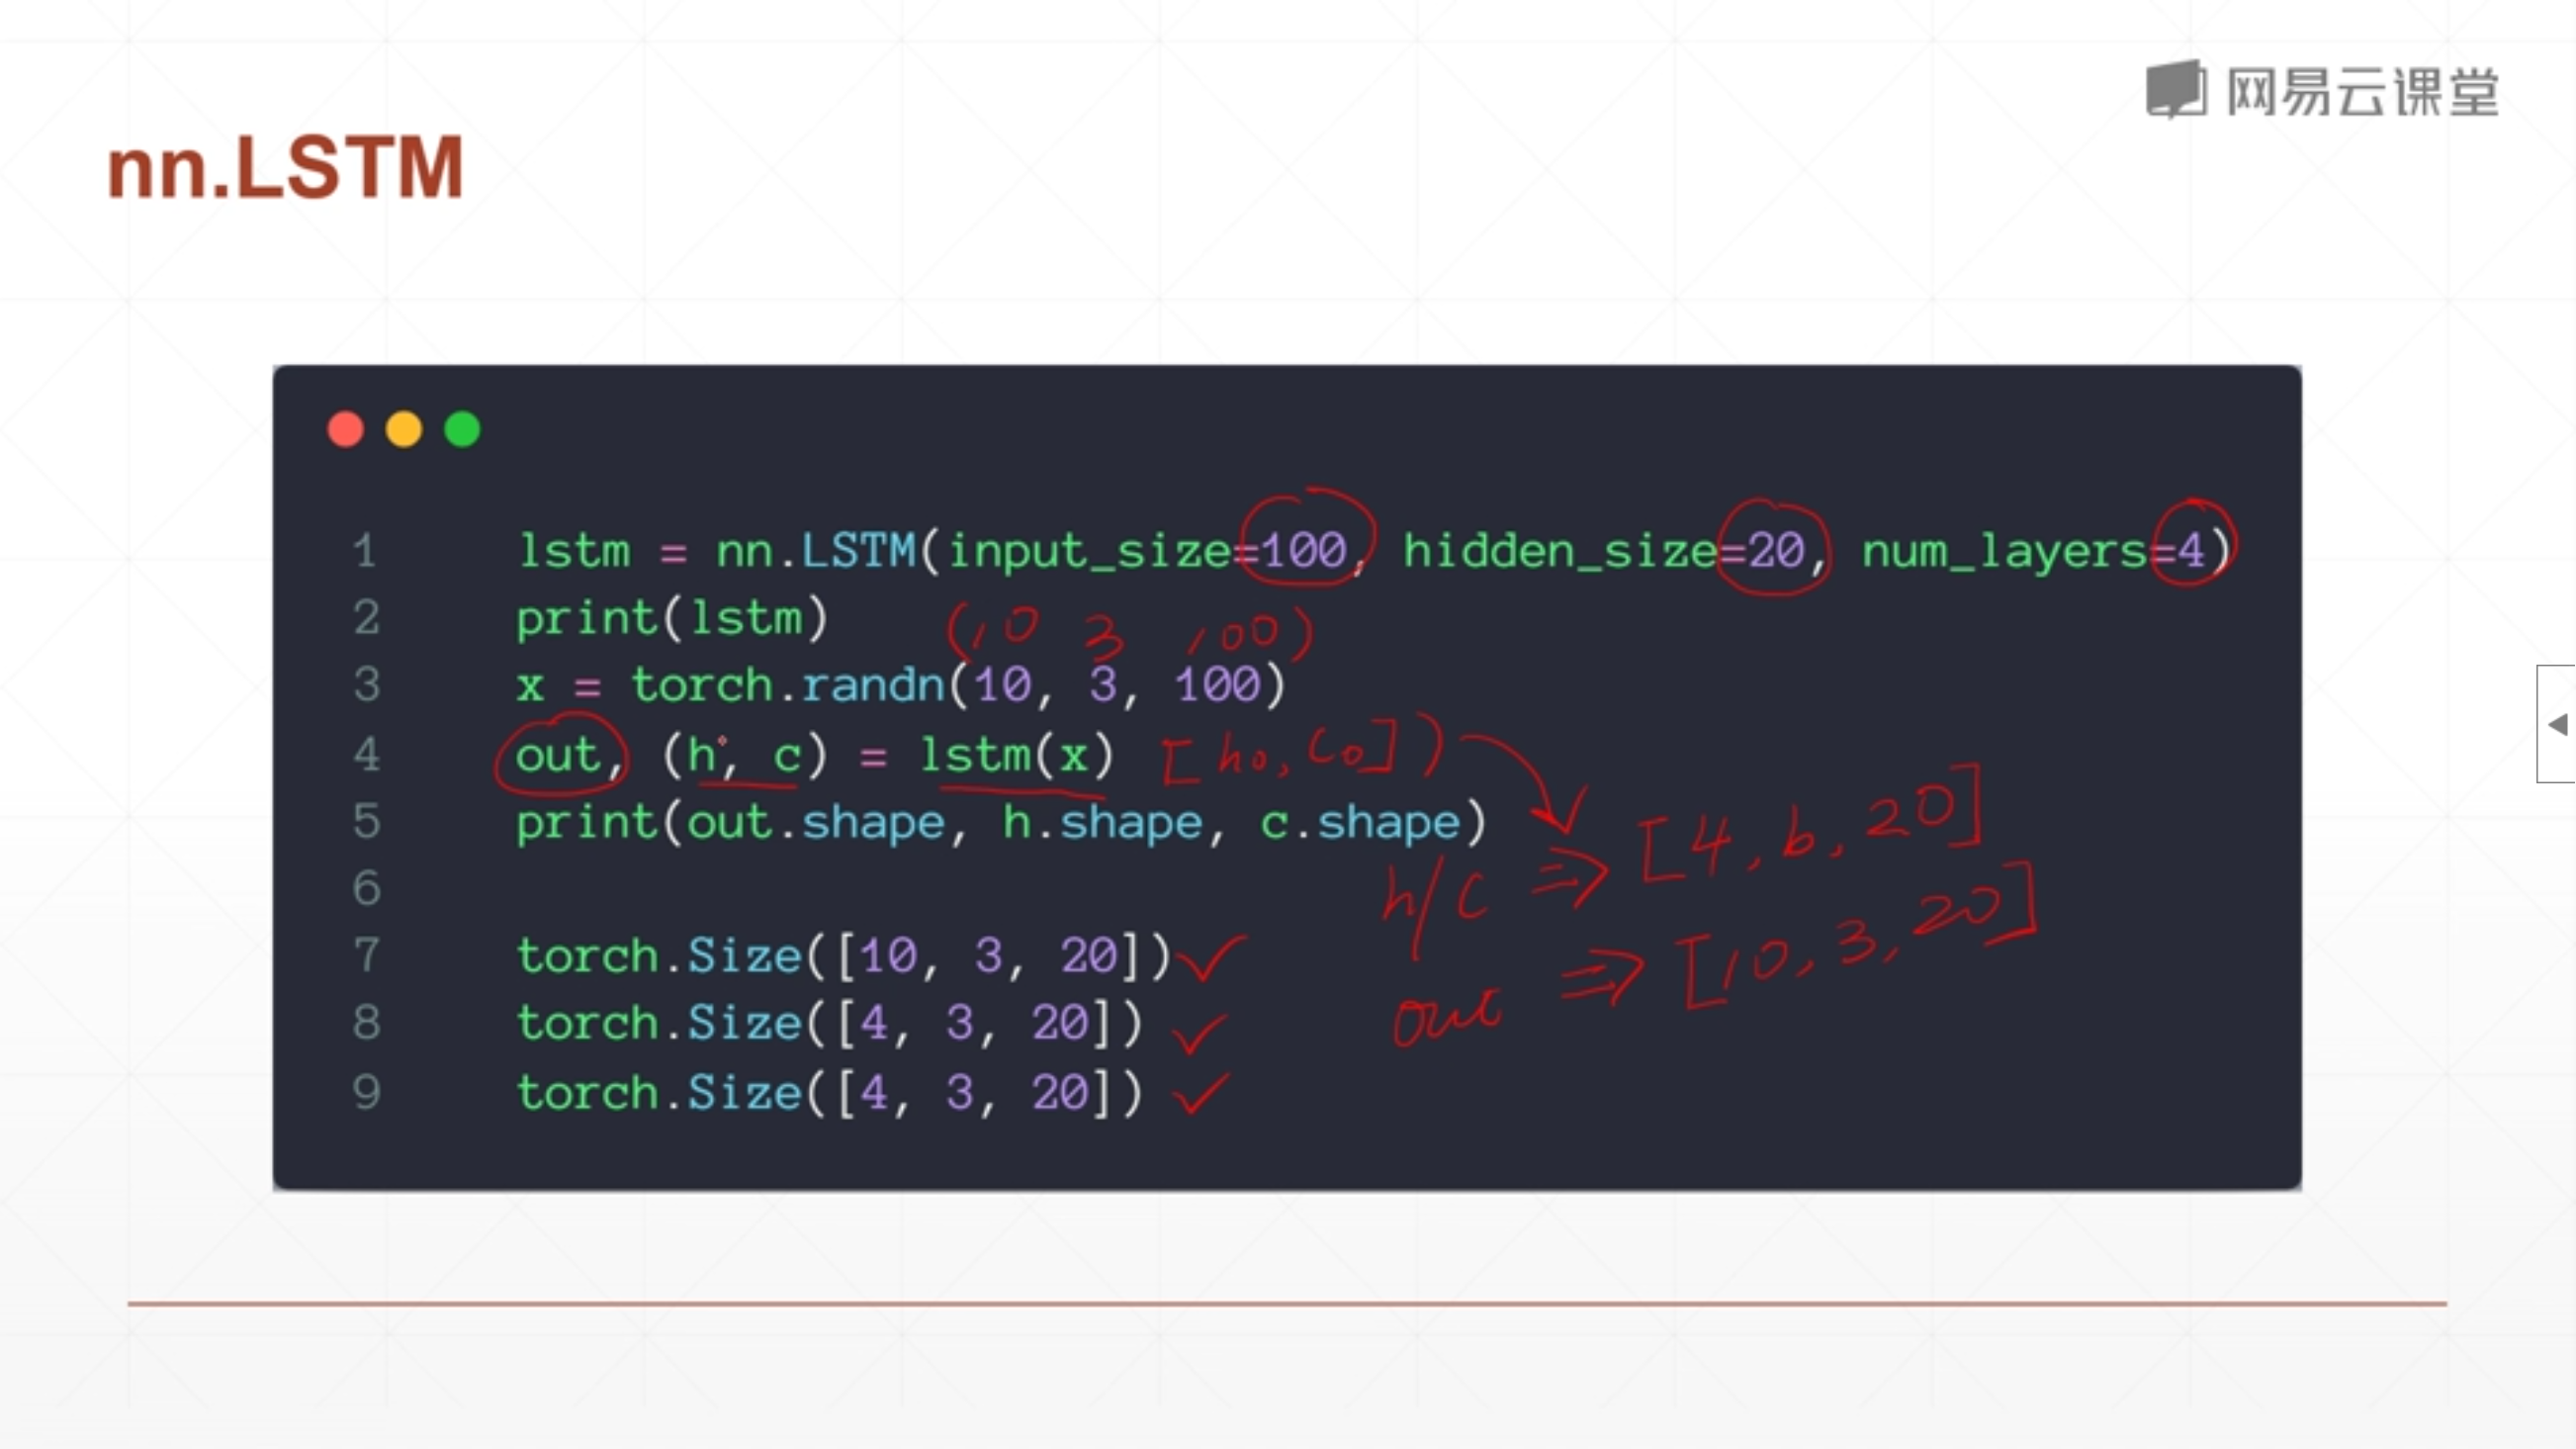 网易云课堂
nn.LSTM
1 lstm = nn.LSTM(input_size=100, hidden_size=20, num_layers=4)
2 print(lstm)
(10 3 100)
3 x = torch.randn(10, 3, 100)
4 out, (h, c) = lstm(x) [h0, C0])
5 print(out.shape, h.shape, c.shape)
h/c ⇒ [4, b, 20]
6
out ⇒ [10, 3, 20]
7 torch.Size([10, 3, 20])
8 torch.Size([4, 3, 20])
9 torch.Size([4, 3, 20])